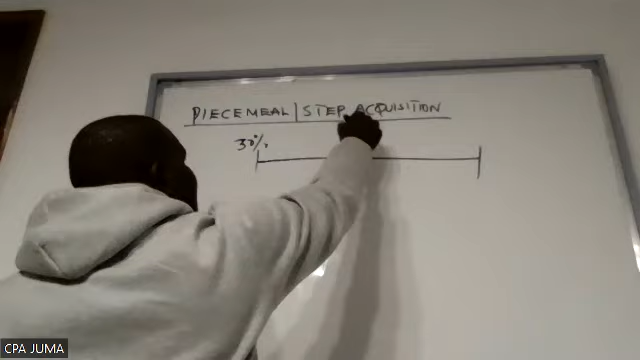 PIECEMEAL | STEP ACQUISITION
30%
CPA JUMA